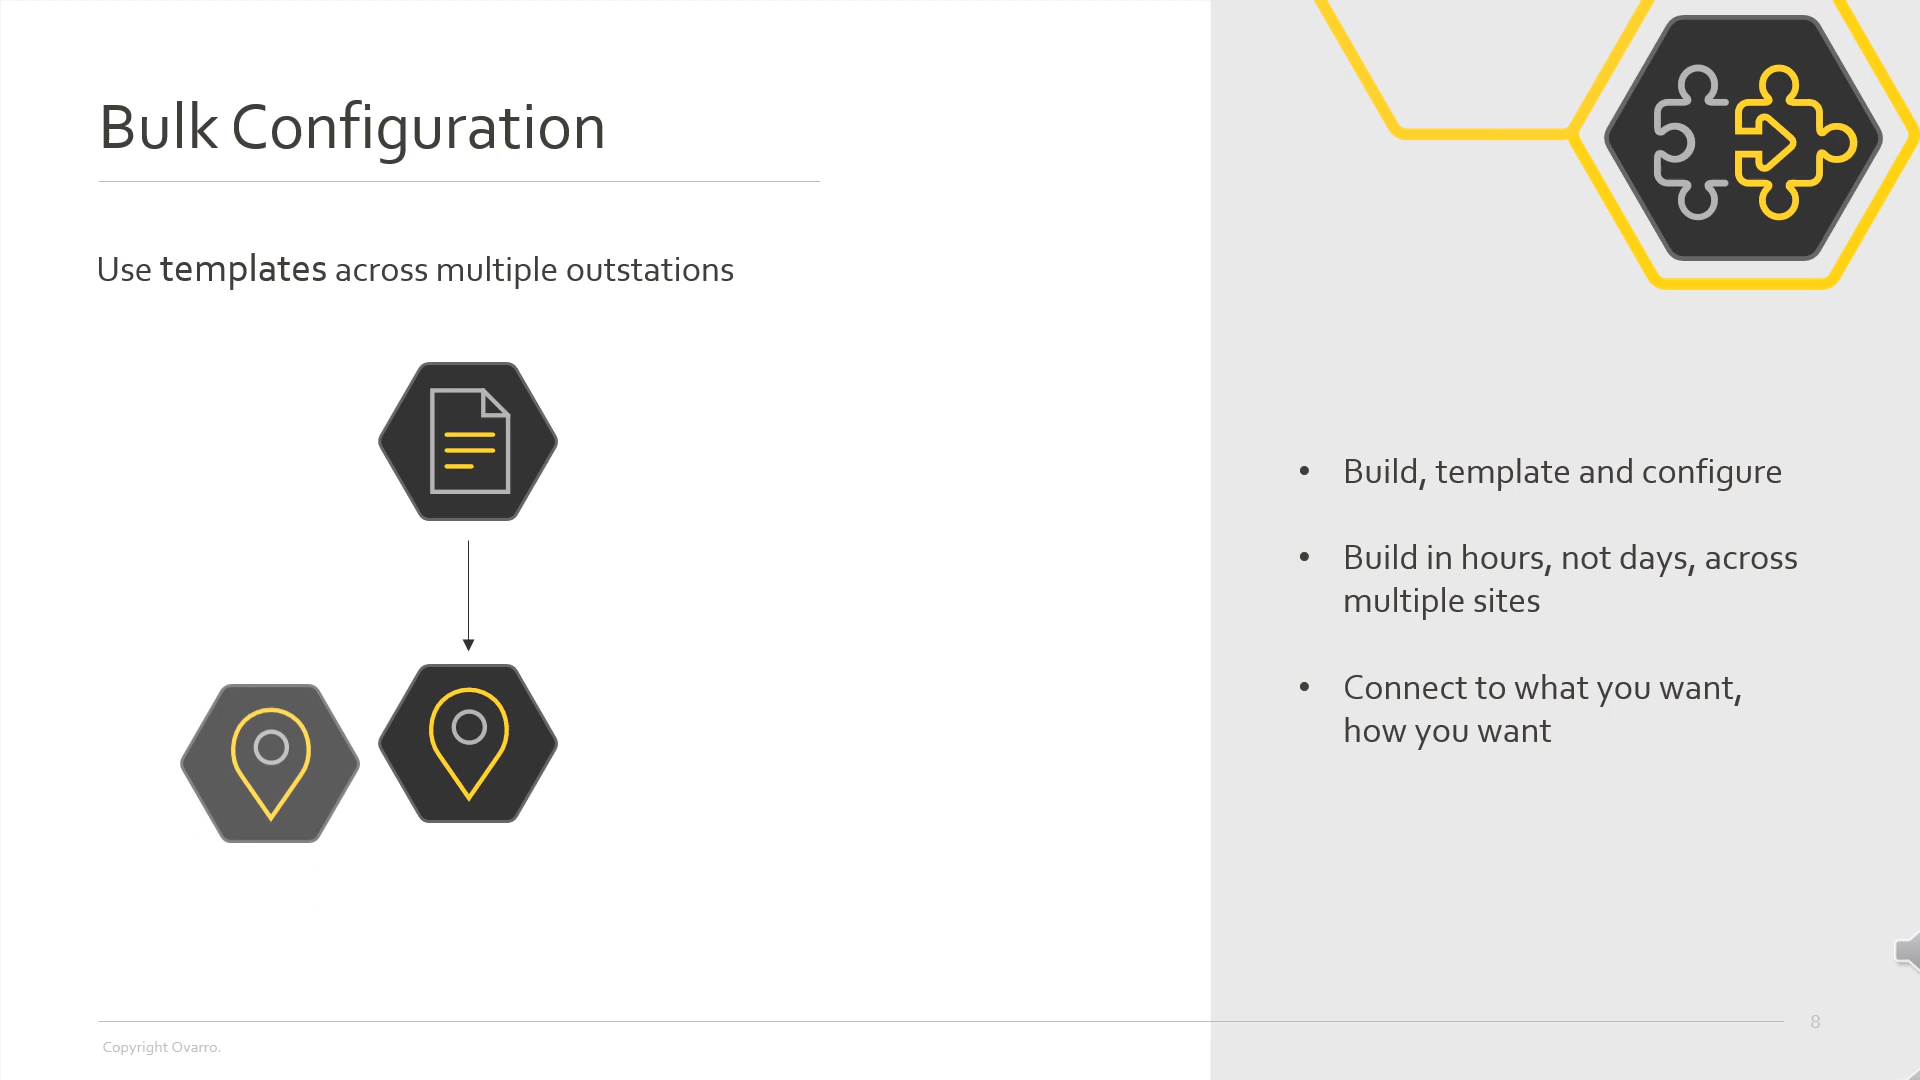 Bulk Configuration
Use templates across multiple outstations
• Build, template and configure
• Build in hours, not days, across
multiple sites
• Connect to what you want,
how you want
8
Copyright Ovarro.